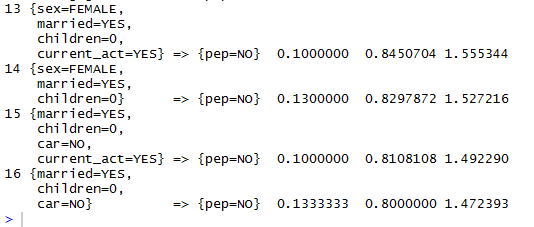 13 {sex=FEMALE,
married=YES,
children=0,
current_act=YES} => {pep=NO} 0.1000000 0.8450704 1.555344
14 {sex=FEMALE,
married=YES,
children=0} => {pep=NO} 0.1300000 0.8297872 1.527216
15 {married=YES,
children=0,
car=NO,
current_act=YES} => {pep=NO} 0.1000000 0.8108108 1.492290
16 {married=YES,
children=0,
car=NO} => {pep=NO} 0.1333333 0.8000000 1.472393
>